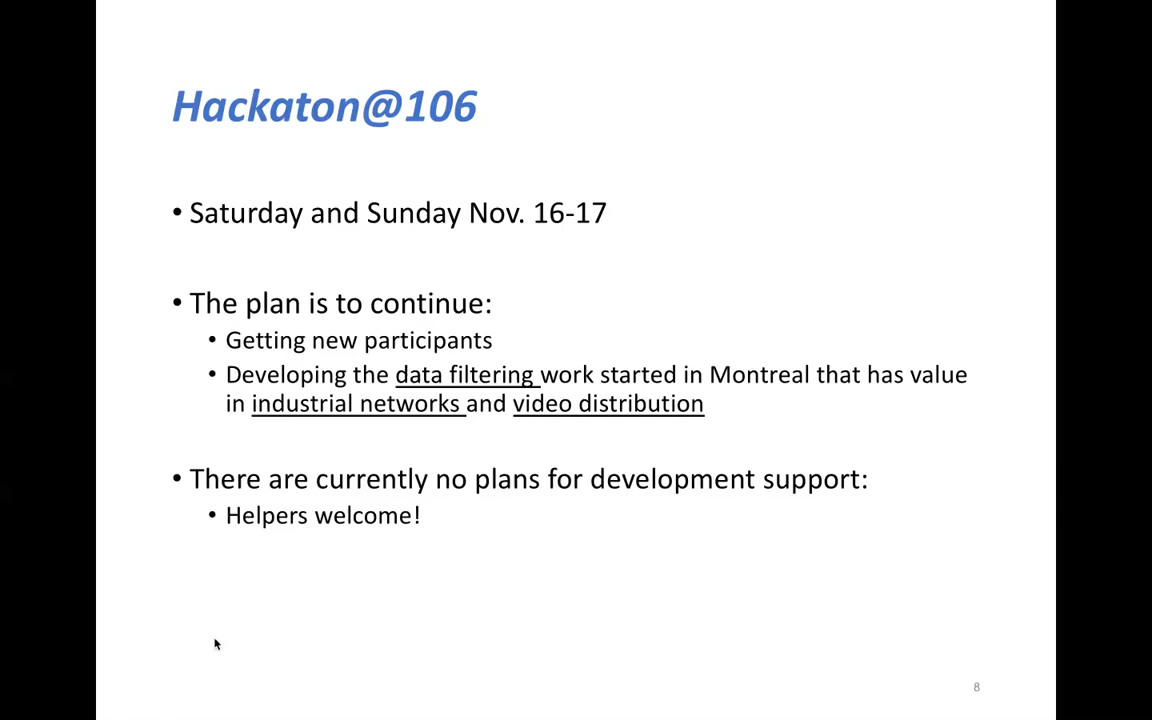 Hackaton@106
• Saturday and Sunday Nov. 16-17
• The plan is to continue:
• Getting new participants
• Developing the data filtering work started in Montreal that has value
in industrial networks and video distribution
• There are currently no plans for development support:
• Helpers welcome!
8